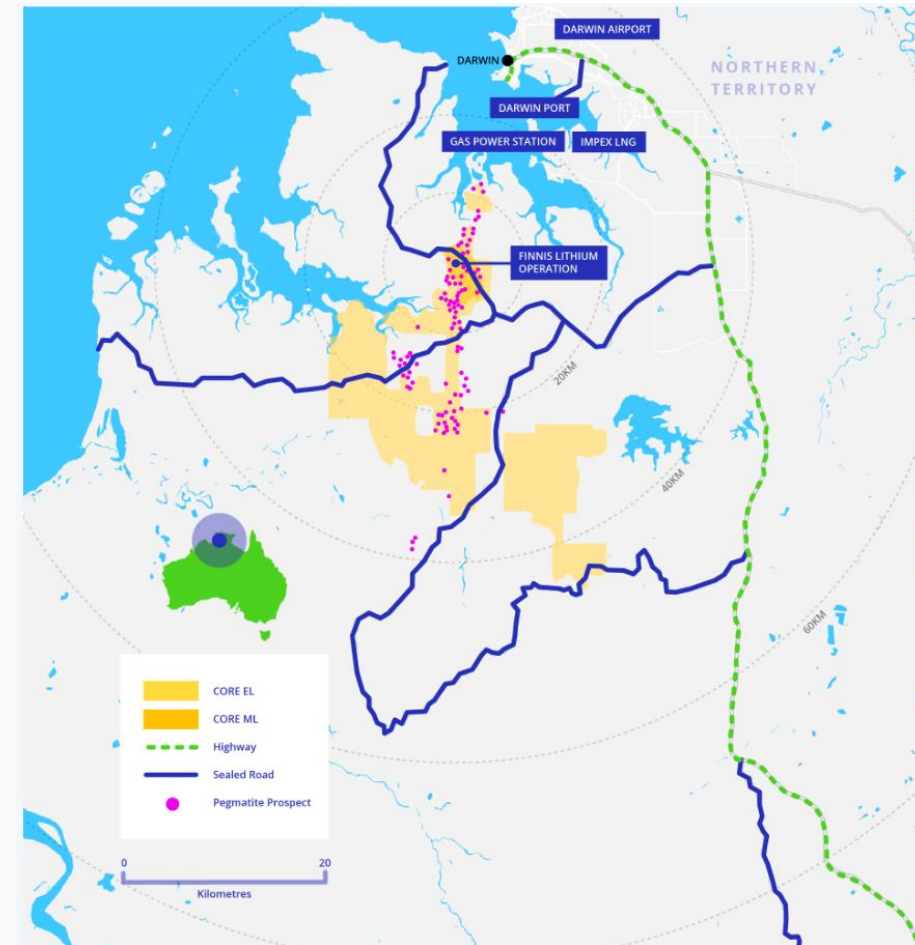 DARWIN AIRPORT
DARWIN
NORTHERN
TERRITORY
DARWIN PORT
GAS POWER STATION
IMPEX LNG
FINNIS LITHIUM
OPERATION
20KM
40KM
60KM
CORE EL
CORE ML
Highway
Sealed Road
Pegmatite Prospect
0
20
Kilometres